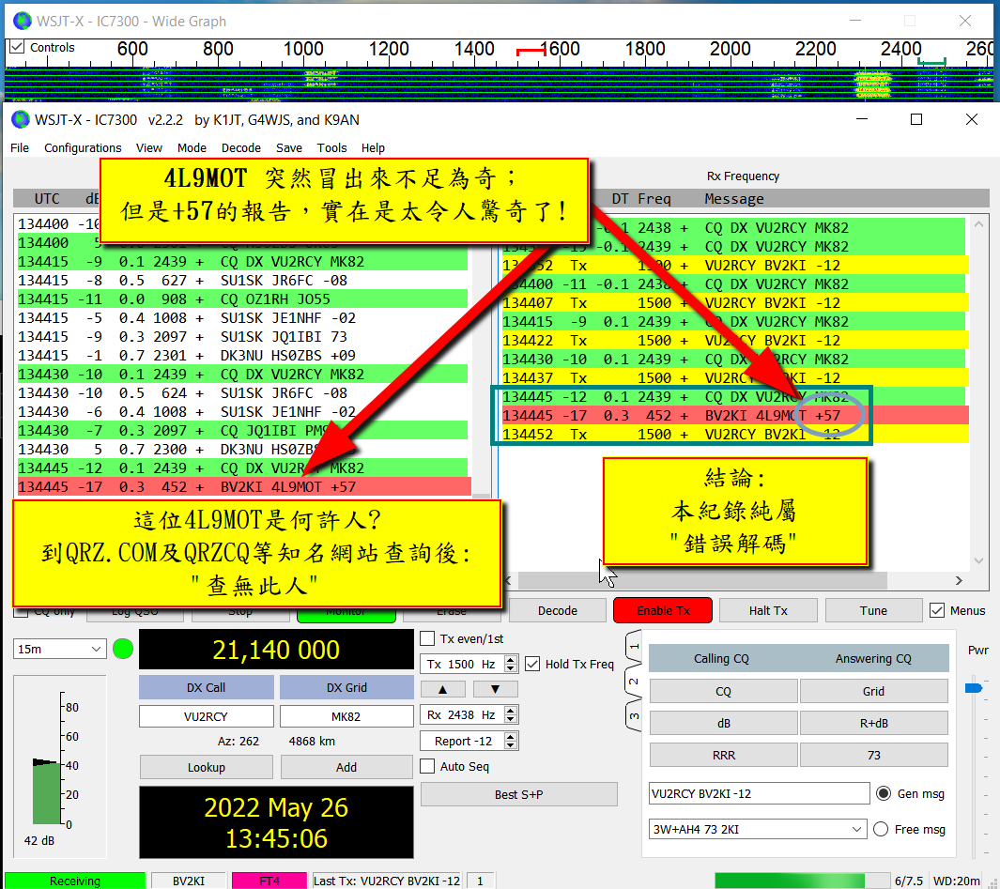 WSJT-X - IC7300 - Wide Graph
Controls 600 800 1000 1200 1400 1600 1800 2000 2200 2400 260
WSJT-X - IC7300 v2.2.2 by K1JT, G4WJS, and K9AN
File Configurations View Mode Decode Save Tools Help
4L9MOT 突然冒出來不足為奇；
但是+57的報告，實在是太令人驚奇了!
UTC dB
134400 -10
134400
134415 -9 0.1 2439 + CQ DX VU2RCY MK82
134415 -8 0.5 627 + SU1SK JR6FC -08
134415 -11 0.0 908 + CQ OZ1RH JO55
134415 -5 0.4 1008 + SU1SK JE1NHF -02
134415 -9 0.3 2097 + SU1SK JQ1IBI 73
134415 -1 0.7 2301 + DK3NU HS0ZBS +09
134430 -10 0.1 2439 + CQ DX VU2RCY MK82
134430 -10 0.5 624 + SU1SK JR6FC -08
134430 -6 0.4 1008 + SU1SK JE1NHF -02
134430 -7 0.3 2097 + CQ JQ1IBI PM9
134430 5 0.7 2300 + DK3NU HS0ZBS
134445 -12 0.1 2439 + CQ DX VU2RCY MK82
134445 -17 0.3 452 + BV2KI 4L9MOT +57
Rx Frequency
DT Freq Message
-0.1 2438 + CQ DX VU2RCY MK82
-0.1 2439 + CQ DX VU2RCY MK82
Tx 1500 + VU2RCY BV2KI -12
134400 -11 -0.1 2438 + CQ DX VU2RCY MK82
134407 Tx 1500 + VU2RCY BV2KI -12
134415 -9 0.1 2439 + CQ DX VU2RCY MK82
134422 Tx 1500 + VU2RCY BV2KI -12
134430 -10 0.1 2439 + CQ DX VU2RCY MK82
134437 Tx 1500 + VU2RCY BV2KI -12
134445 -12 0.1 2439 + CQ DX VU2RCY MK82
134445 -17 0.3 452 + BV2KI 4L9MOT +57
134452 Tx 1500 + VU2RCY BV2KI -12
這位4L9MOT是何許人?
到QRZ.COM及QRZCQ等知名網站查詢後:
"查無此人"
結論:
本紀錄純屬
"錯誤解碼"
CQ only Log QSO Stop Monitor Erase Decode Enable Tx Halt Tx Tune Menus
15m
21,140 000
DX Call DX Grid
VU2RCY MK82
Az: 262 4868 km
Lookup Add
2022 May 26
13:45:06
80
60
40
20
0
42 dB
Tx even/1st
Tx 1500 Hz Hold Tx Freq
▲ ▼
Rx 2438 Hz
Report -12
Auto Seq
Best S+P
1
2
3
Calling CQ Answering CQ
CQ Grid
dB R+dB
RRR 73
VU2RCY BV2KI -12 Gen msg
3W+AH4 73 2KI Free msg
Pwr
Receiving BV2KI FT4 Last Tx: VU2RCY BV2KI -12 1 6/7.5 WD:20m